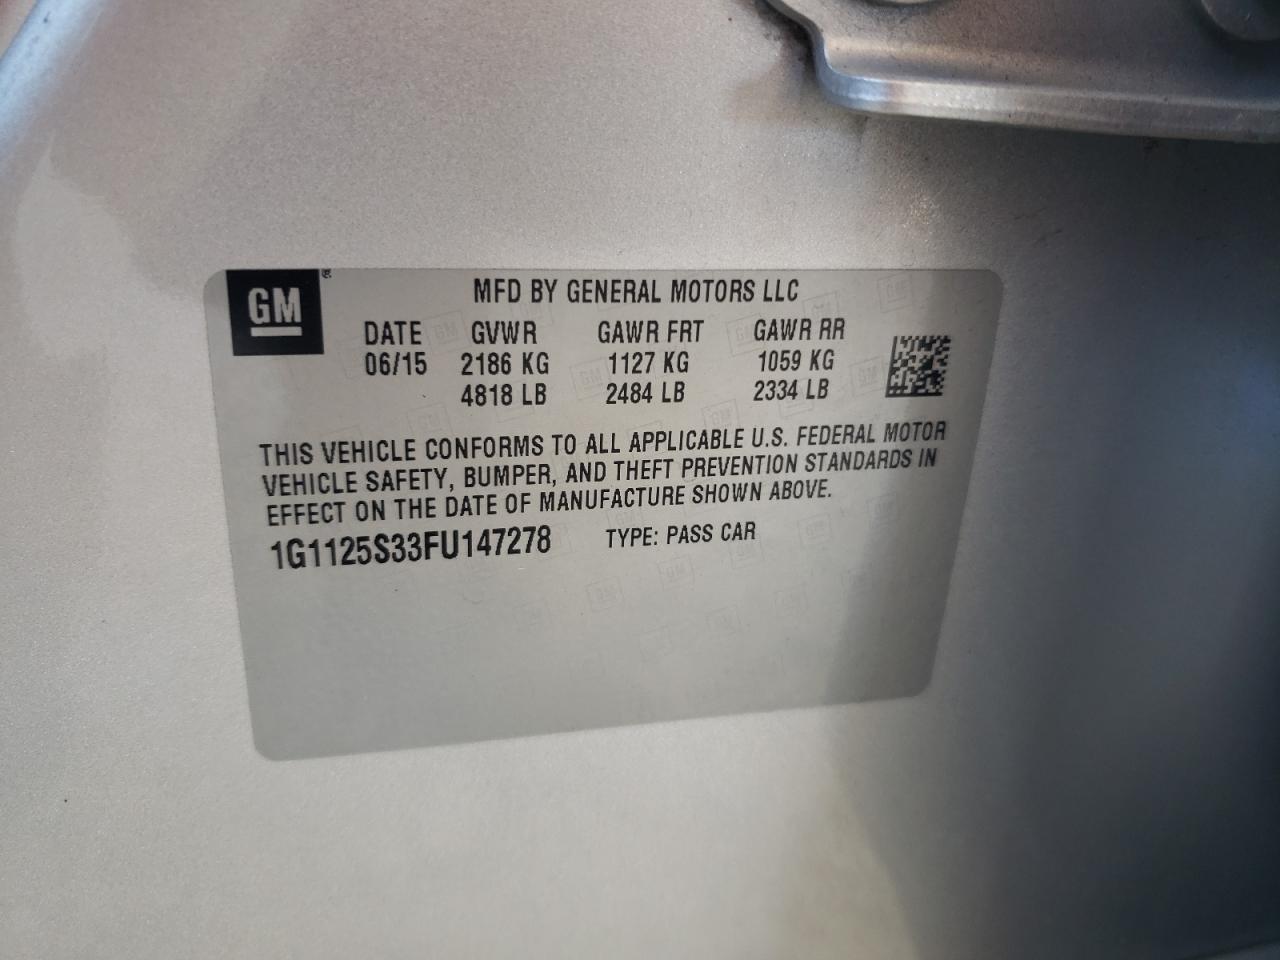 GM ®
MFD BY GENERAL MOTORS LLC
DATE GVWR GAWR FRT GAWR RR
06/15 2186 KG 1127 KG 1059 KG
4818 LB 2484 LB 2334 LB
THIS VEHICLE CONFORMS TO ALL APPLICABLE U.S. FEDERAL MOTOR
VEHICLE SAFETY, BUMPER, AND THEFT PREVENTION STANDARDS IN
EFFECT ON THE DATE OF MANUFACTURE SHOWN ABOVE.
1G1125S33FU147278 TYPE: PASS CAR